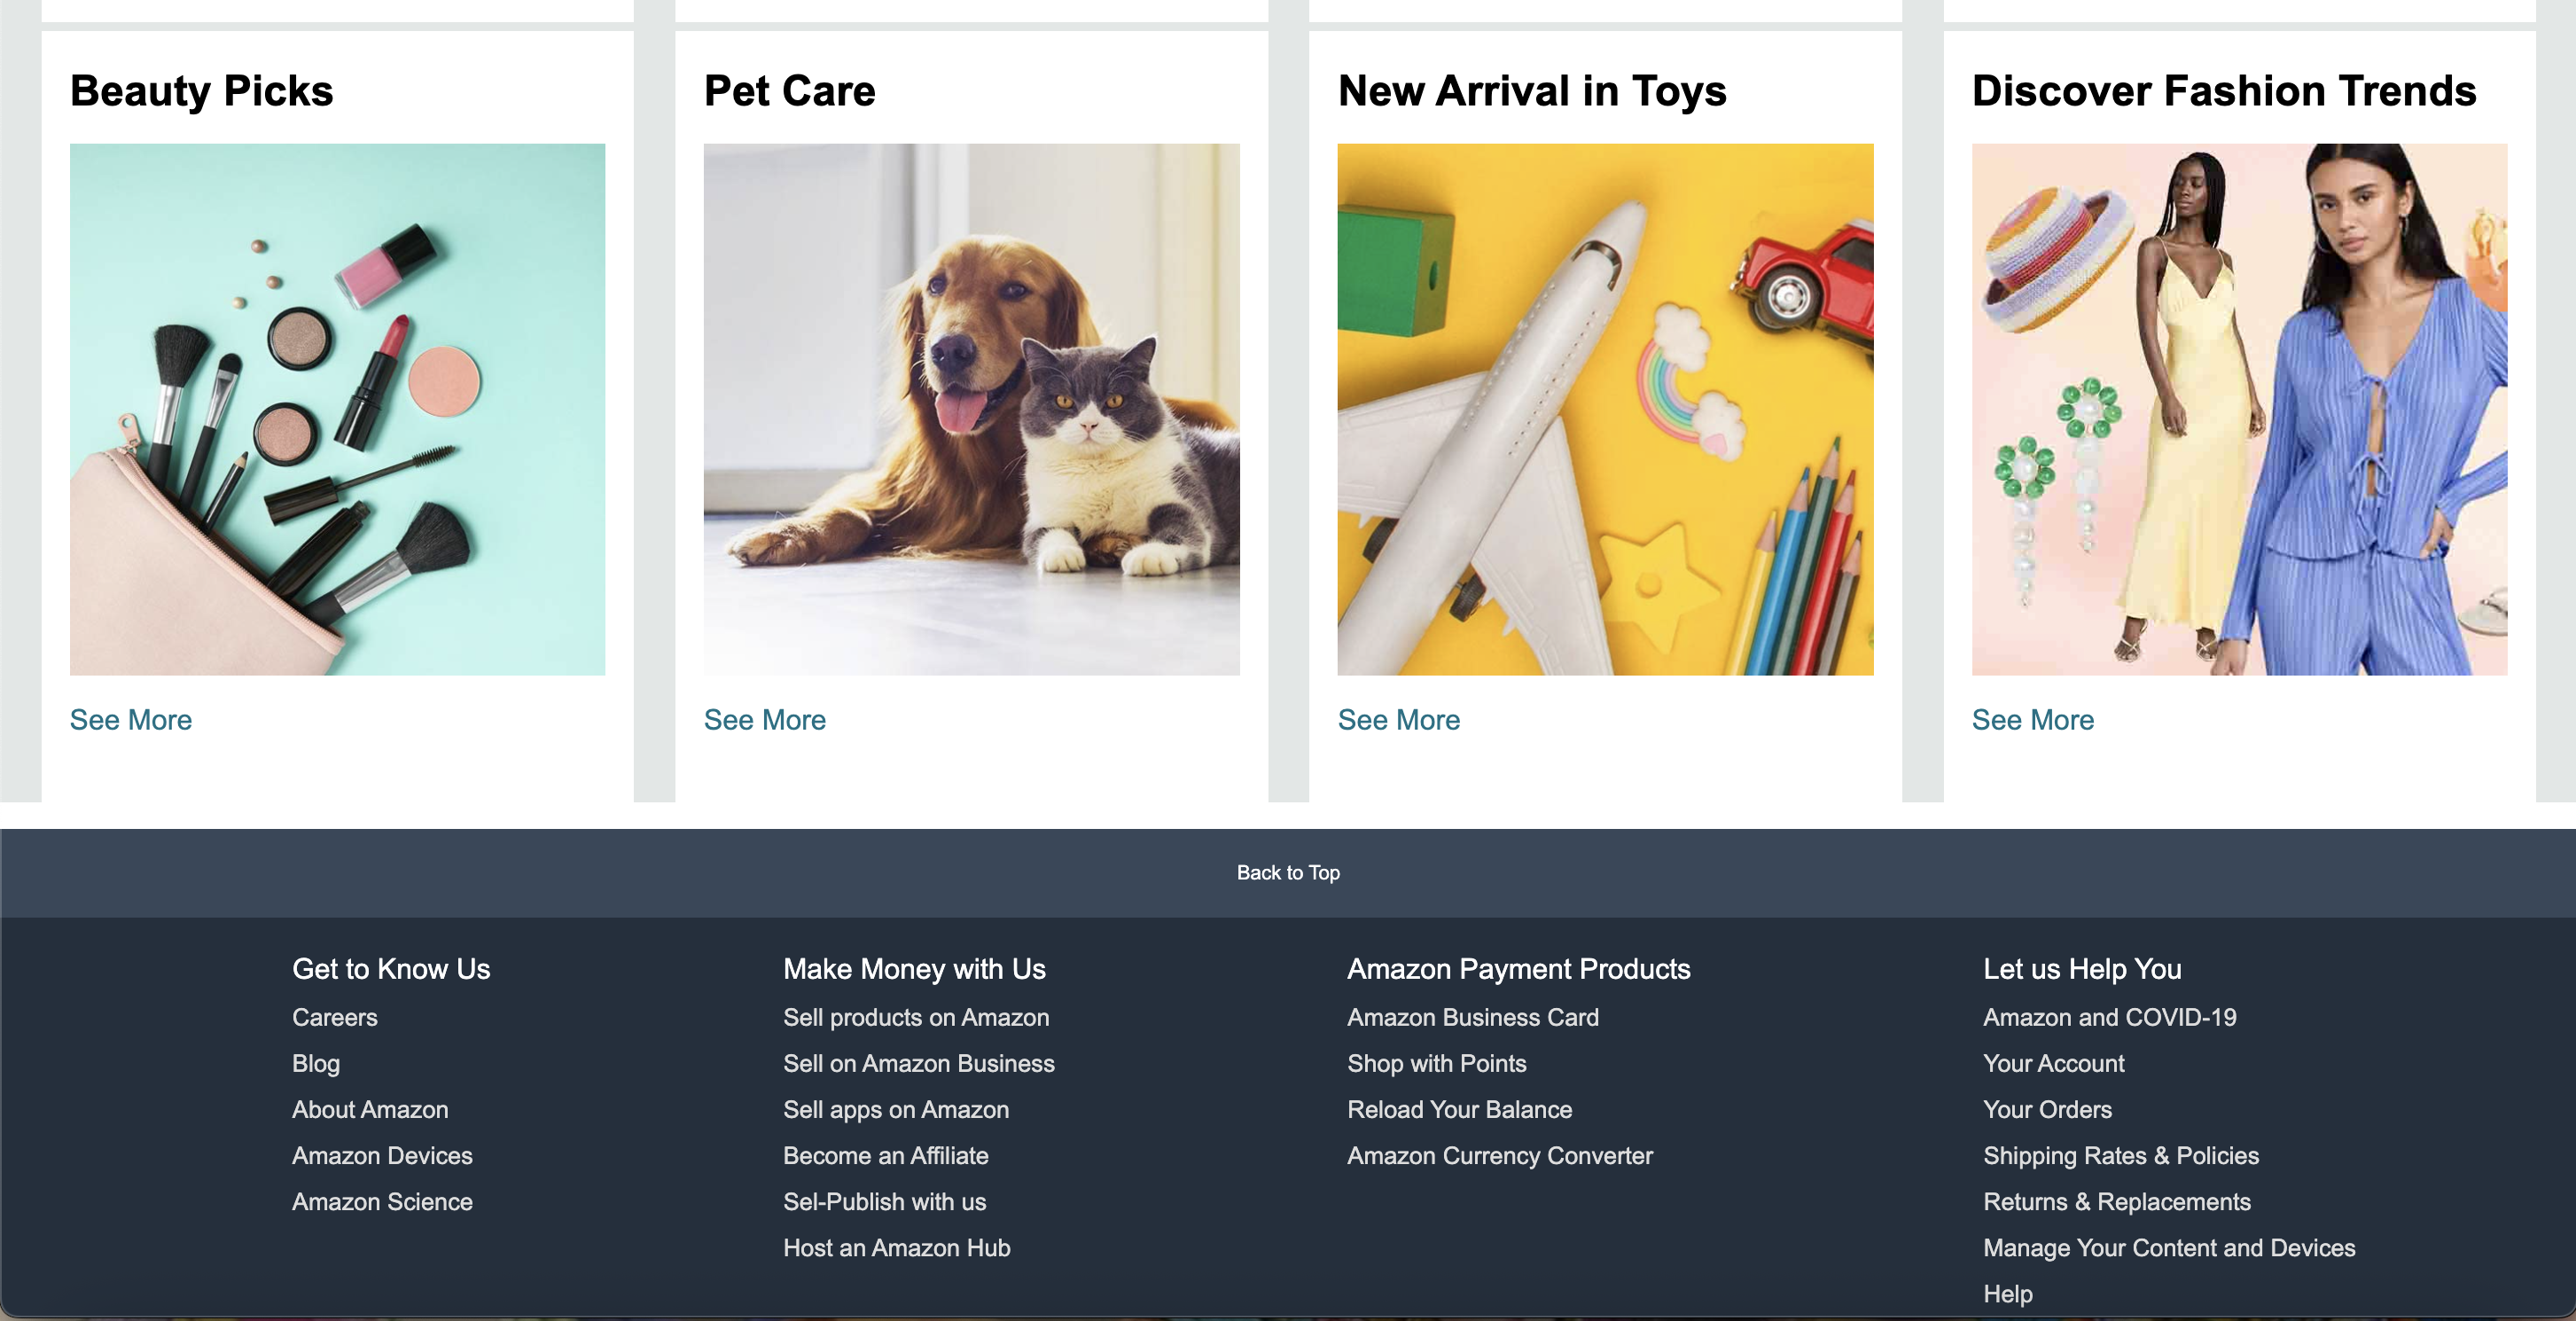 Beauty Picks
Pet Care
New Arrival in Toys
Discover Fashion Trends
See More
See More
See More
See More
Back to Top
Get to Know Us
Careers
Blog
About Amazon
Amazon Devices
Amazon Science
Make Money with Us
Sell products on Amazon
Sell on Amazon Business
Sell apps on Amazon
Become an Affiliate
Sel-Publish with us
Host an Amazon Hub
Amazon Payment Products
Amazon Business Card
Shop with Points
Reload Your Balance
Amazon Currency Converter
Let us Help You
Amazon and COVID-19
Your Account
Your Orders
Shipping Rates & Policies
Returns & Replacements
Manage Your Content and Devices
Help